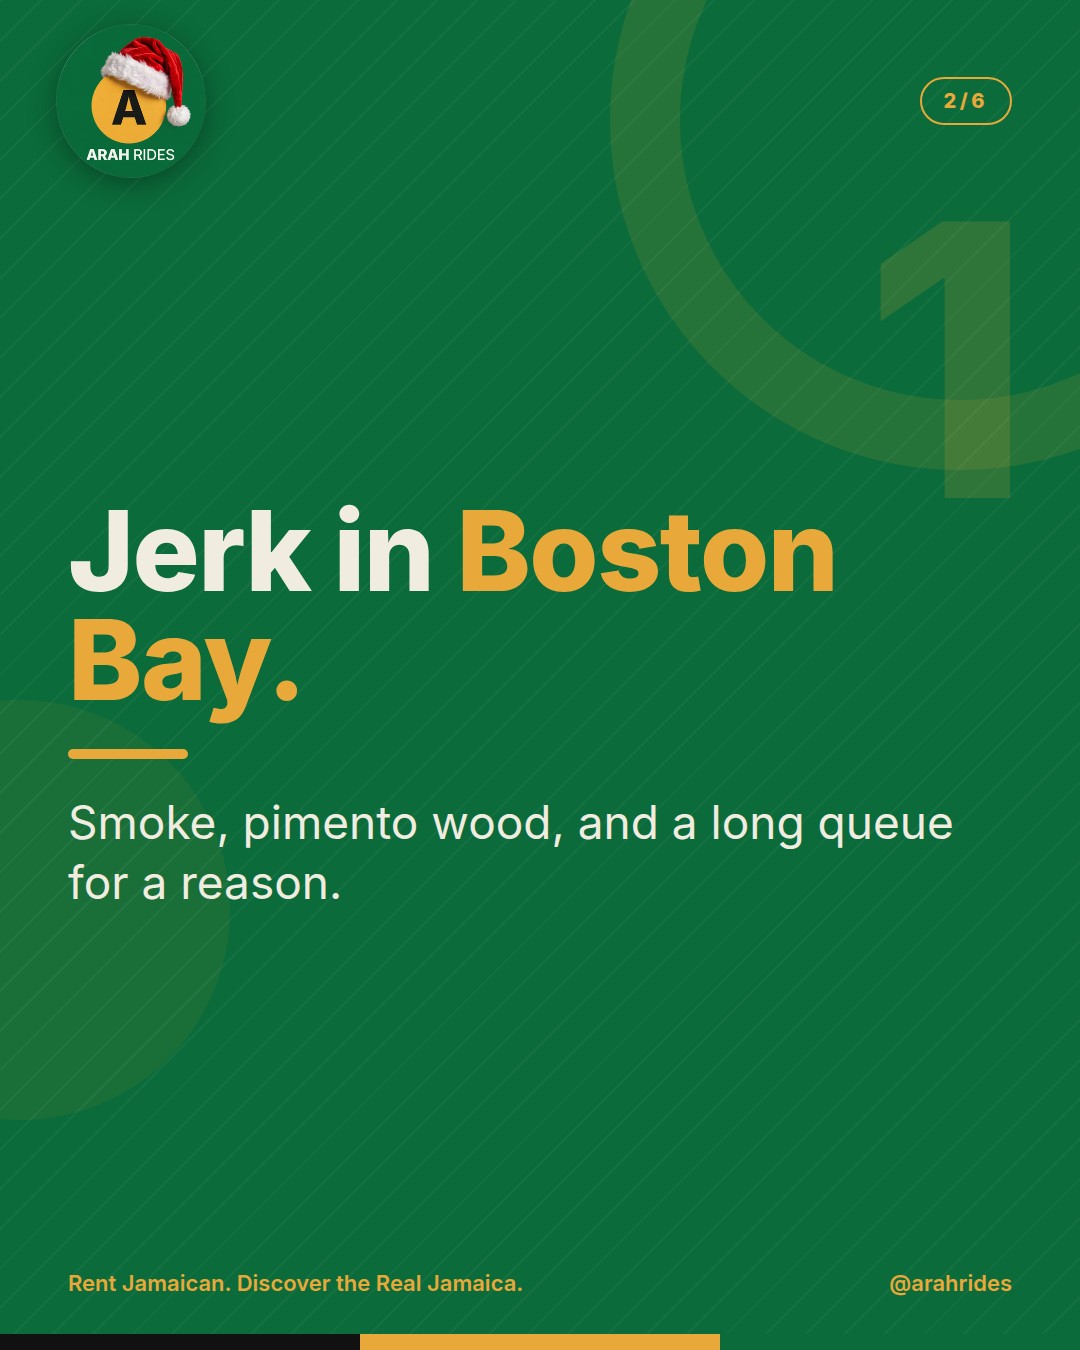 A
ARAH RIDES
2/6
1
Jerk in Boston
Bay.
Smoke, pimento wood, and a long queue
for a reason.
Rent Jamaican. Discover the Real Jamaica.
@arahrides